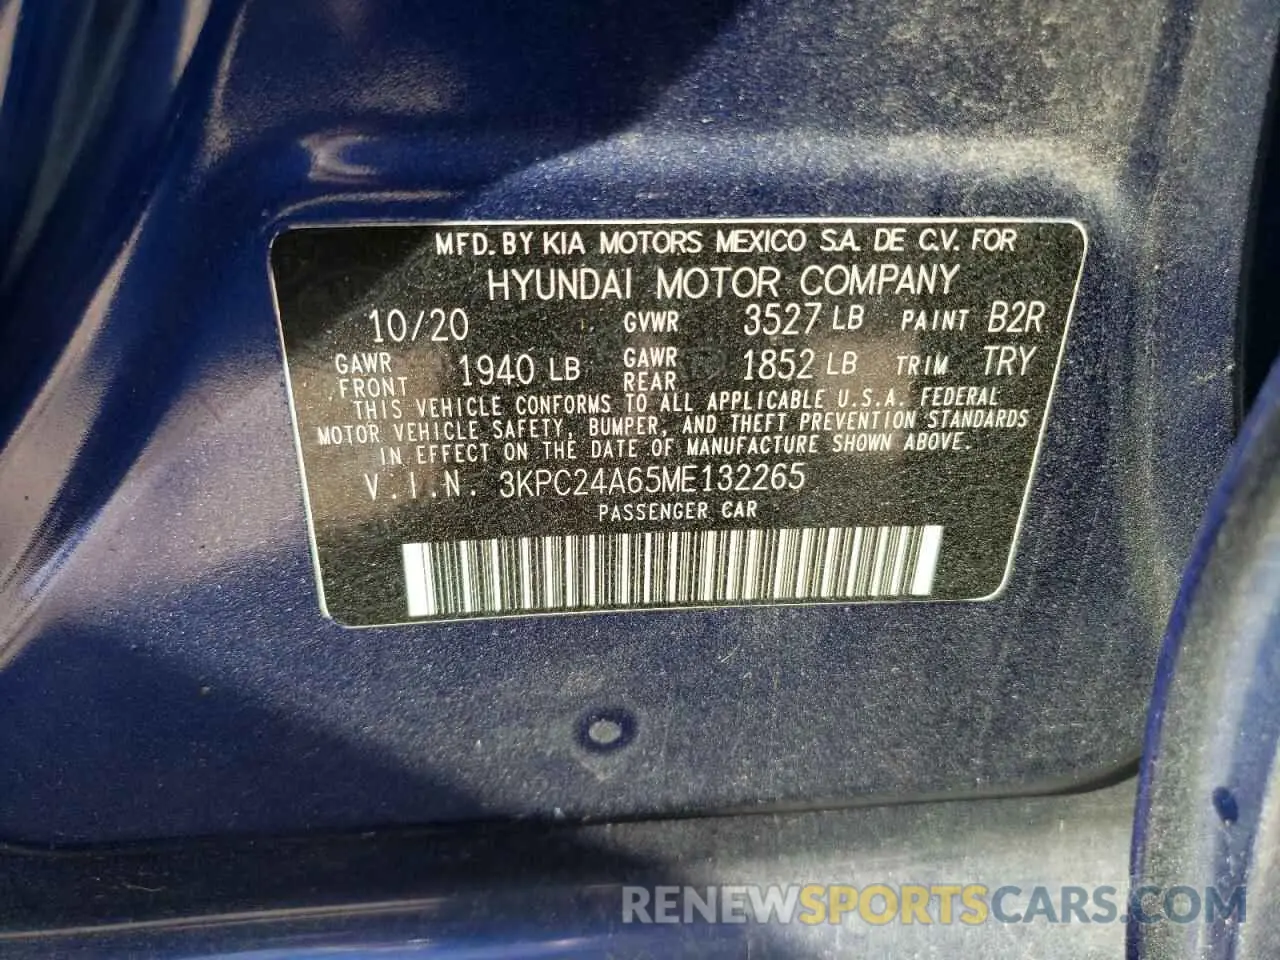 MFD. BY KIA MOTORS MEXICO S.A. DE C.V. FOR
HYUNDAI MOTOR COMPANY
10/20 GVWR 3527 LB PAINT B2R
GAWR FRONT 1940 LB GAWR REAR 1852 LB TRIM TRY
THIS VEHICLE CONFORMS TO ALL APPLICABLE U.S.A. FEDERAL
MOTOR VEHICLE SAFETY, BUMPER, AND THEFT PREVENTION STANDARDS
IN EFFECT ON THE DATE OF MANUFACTURE SHOWN ABOVE.
V.I.N. 3KPC24A65ME132265
PASSENGER CAR
RENEWSPORTSCARS.COM